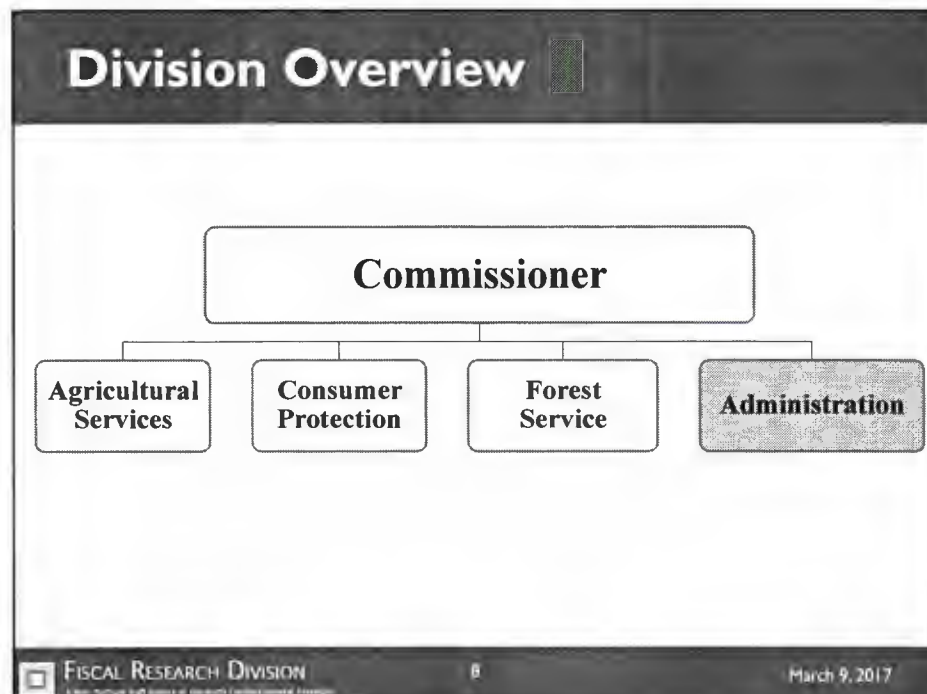 Division Overview
Commissioner
Agricultural
Services
Consumer
Protection
Forest
Service
Administration
FISCAL RESEARCH DIVISION
8
March 9, 2017